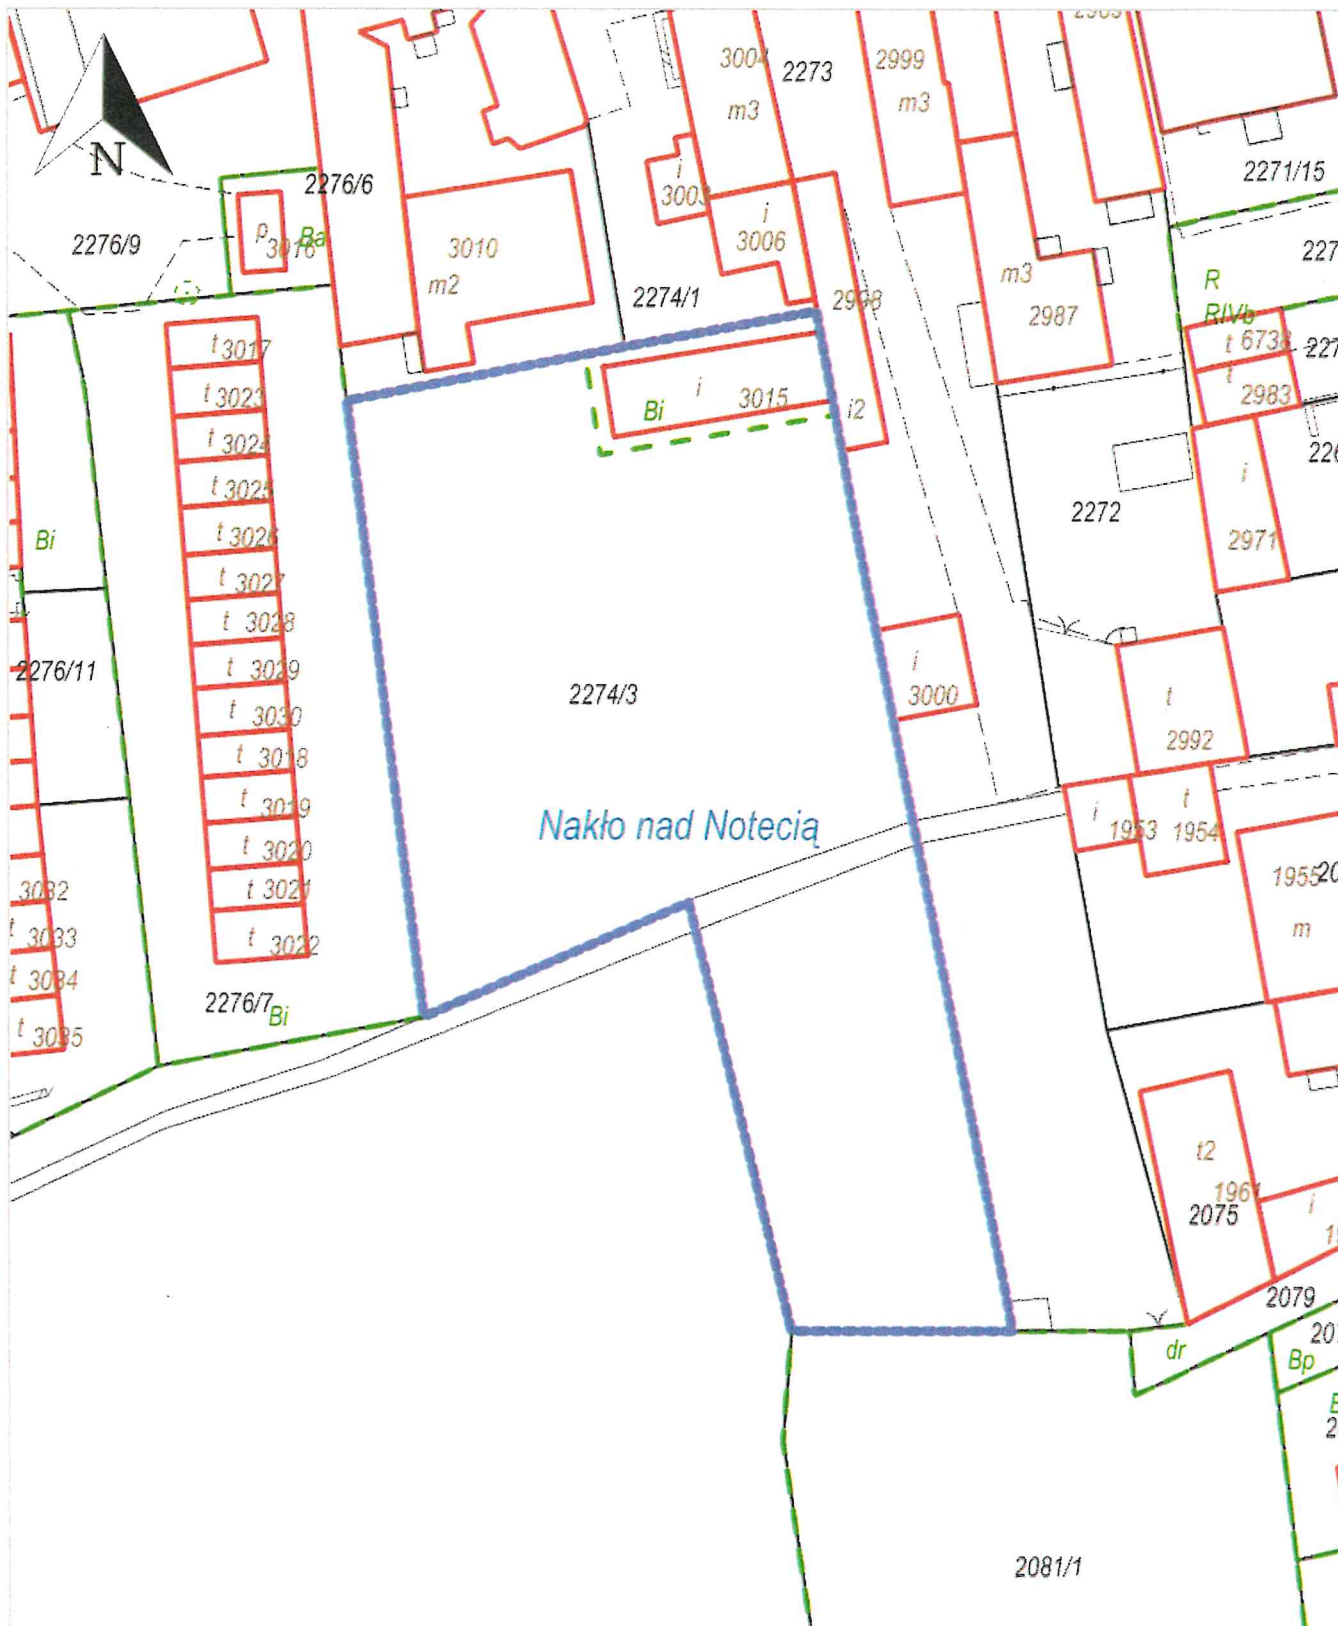 3004
m3
2273
2999
m3
N
2276/6
i
3003
2271/15
2276/9
p
3016
Ba
3010
m2
i
3006
m3
2987
2274/1
2998
R
RIVb
t 6738
t
2983
t 3017
t 3023
t 3024
t 3025
t 3026
t 3027
t 3028
t 3029
t 3030
t 3018
t 3019
t 3020
t 3021
t 3022
i
3015
Bi
i2
2272
i
2971
Bi
2276/11
2274/3
i
3000
t
2992
Nakło nad Notecią
i
1953
t
1954
1955
m
3032
t 3033
t 3034
t 3035
2276/7
Bi
t2
1961
2075
i
2079
dr
Bp
2081/1